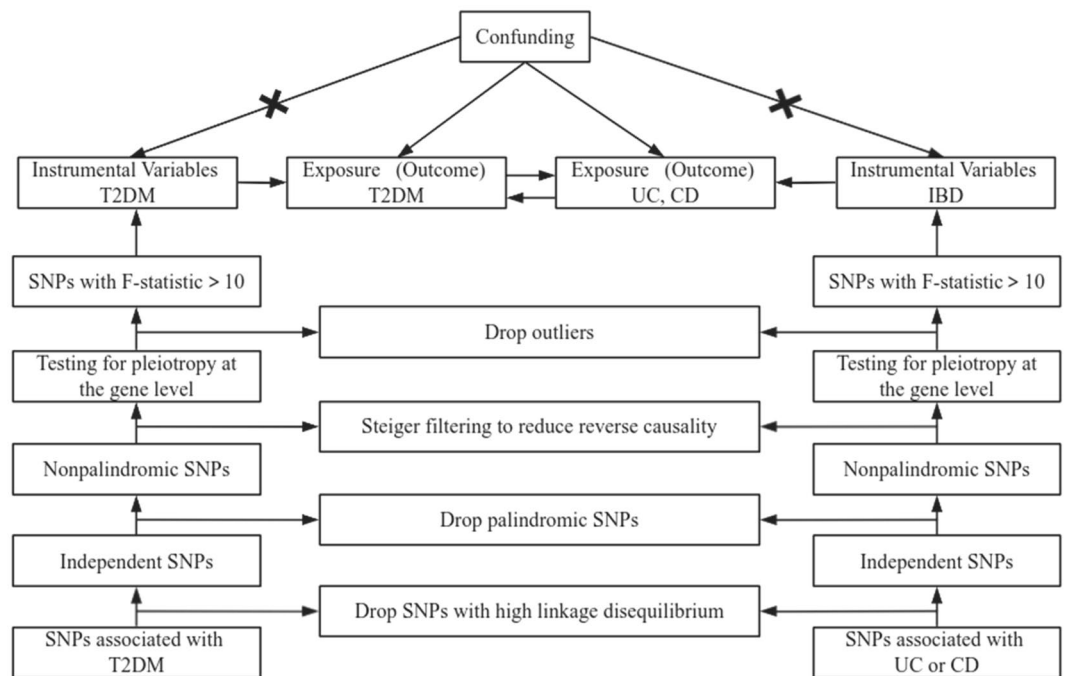 Confunding
Instrumental Variables
T2DM
Exposure (Outcome)
T2DM
Exposure (Outcome)
UC, CD
Instrumental Variables
IBD
SNPs with F-statistic > 10
SNPs with F-statistic > 10
Drop outliers
Testing for pleiotropy at
the gene level
Testing for pleiotropy at
the gene level
Steiger filtering to reduce reverse causality
Nonpalindromic SNPs
Nonpalindromic SNPs
Drop palindromic SNPs
Independent SNPs
Independent SNPs
Drop SNPs with high linkage disequilibrium
SNPs associated with
T2DM
SNPs associated with
UC or CD